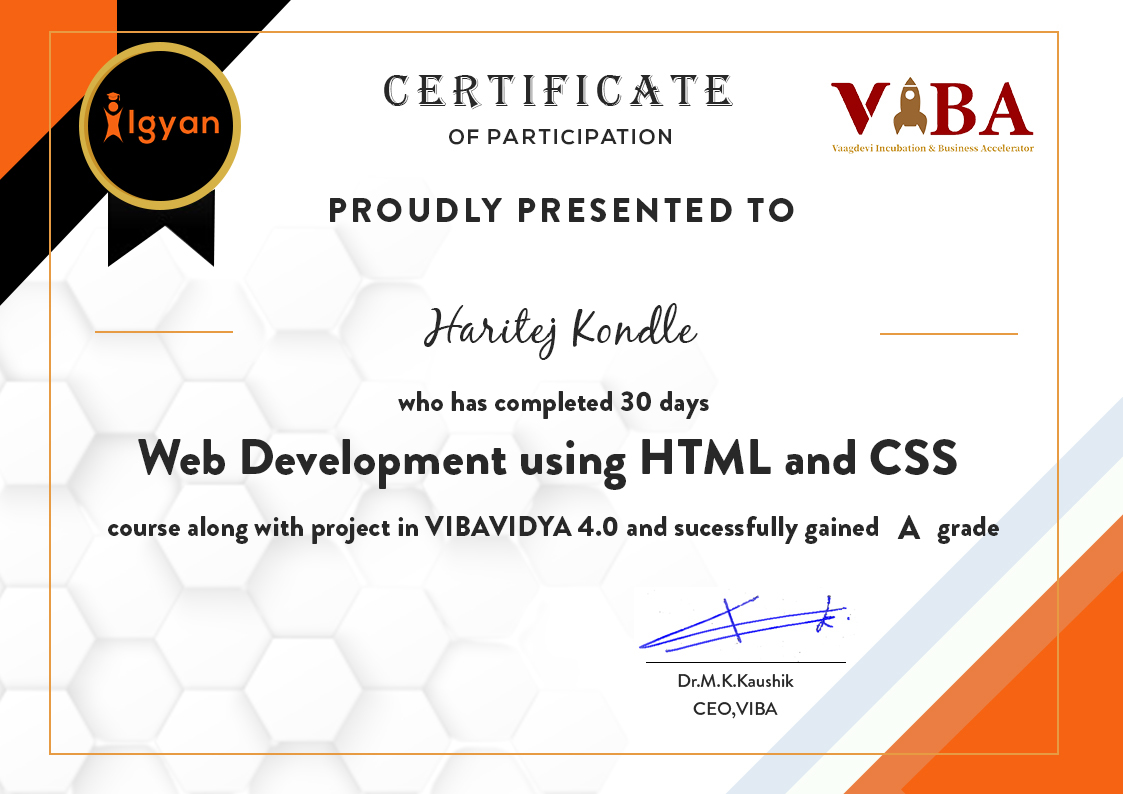 Igyan
CERTIFICATE
OF PARTICIPATION
VIBA
Vaagdevi Incubation & Business Accelerator
PROUDLY PRESENTED TO
Haritej Kondle
who has completed 30 days
Web Development using HTML and CSS
course along with project in VIBAVIDYA 4.0 and sucessfully gained A grade
Dr.M.K.Kaushik
CEO,VIBA